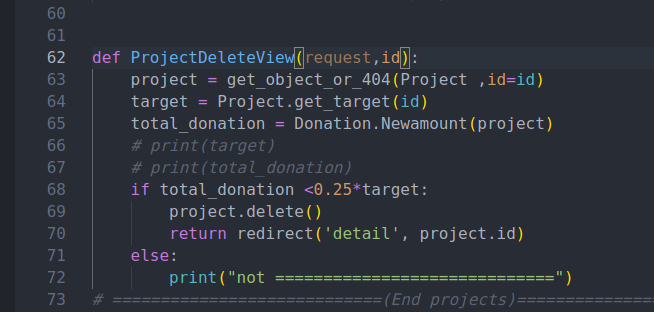 60
61
62 def ProjectDeleteView(request,id):
63     project = get_object_or_404(Project ,id=id)
64     target = Project.get_target(id)
65     total_donation = Donation.Newamount(project)
66     # print(target)
67     # print(total_donation)
68     if total_donation <0.25*target:
69         project.delete()
70         return redirect('detail', project.id)
71     else:
72         print("not =============================")
73 # ============================(End projects)==============